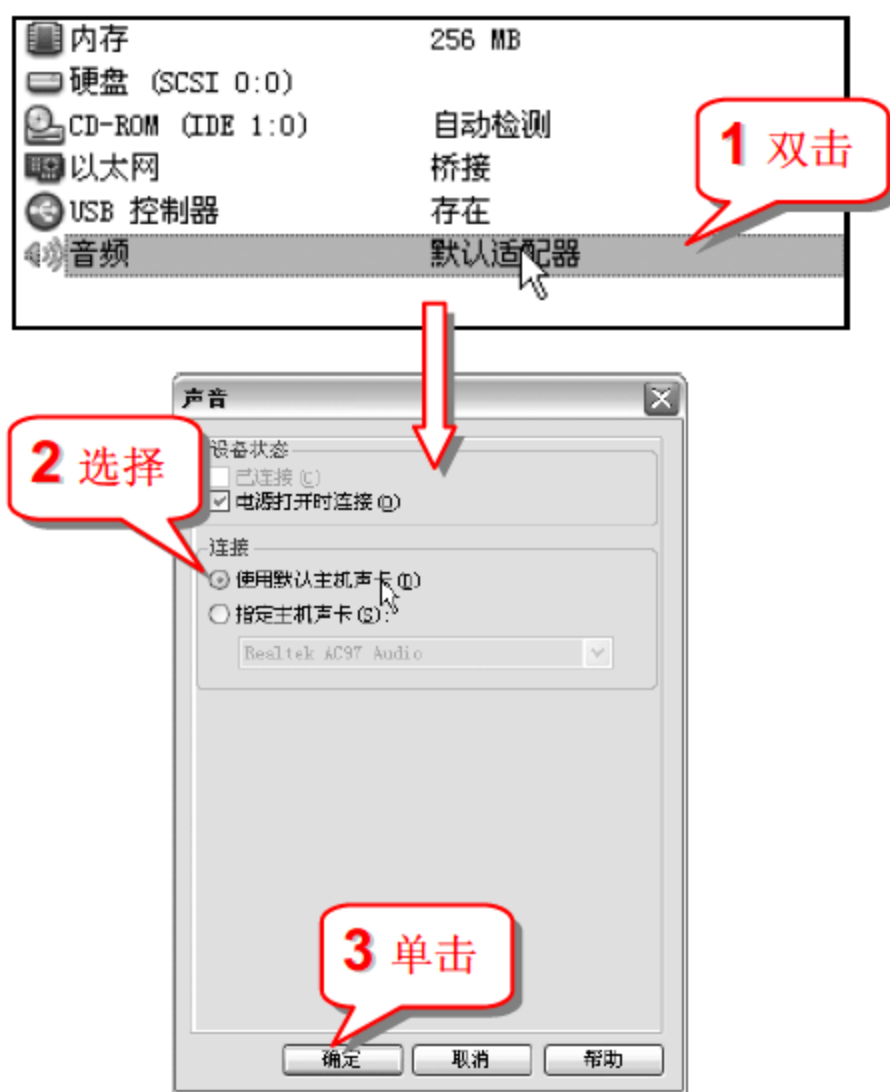 内存 256 MB
硬盘 (SCSI 0:0)
CD-ROM (IDE 1:0) 自动检测
以太网 桥接
USB 控制器 存在
音频 默认适配器
1 双击
声音
2 选择
设备状态
已连接(C)
电源打开时连接(O)
连接
使用默认主机声卡(D)
指定主机声卡(S):
Realtek AC97 Audio
3 单击
确定 取消 帮助